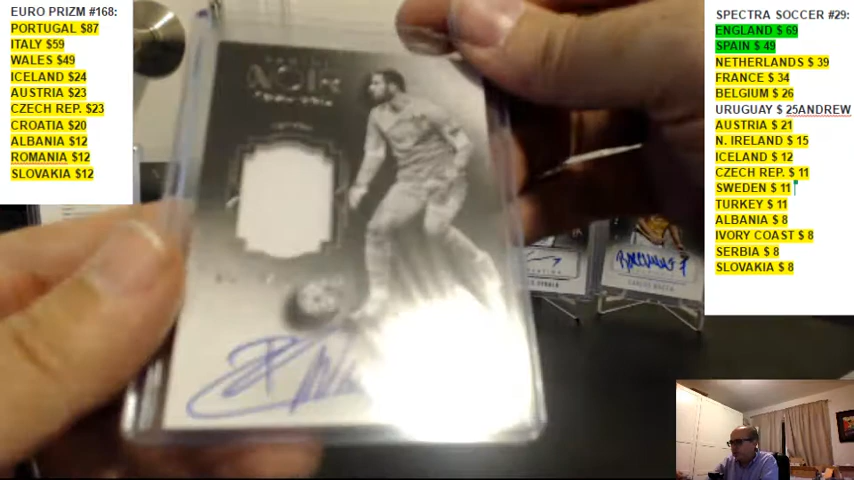 EURO PRIZM #168:
PORTUGAL $87
ITALY $59
WALES $49
ICELAND $24
AUSTRIA $23
CZECH REP. $23
CROATIA $20
ALBANIA $12
ROMANIA $12
SLOVAKIA $12
NOIR
SPECTRA SOCCER #29:
ENGLAND $ 69
SPAIN $ 49
NETHERLANDS $ 39
FRANCE $ 34
BELGIUM $ 26
URUGUAY $ 25ANDREW
AUSTRIA $ 21
N. IRELAND $ 15
ICELAND $ 12
CZECH REP. $ 11
SWEDEN $ 11
TURKEY $ 11
ALBANIA $ 8
IVORY COAST $ 8
SERBIA $ 8
SLOVAKIA $ 8
CARLOS BACCA